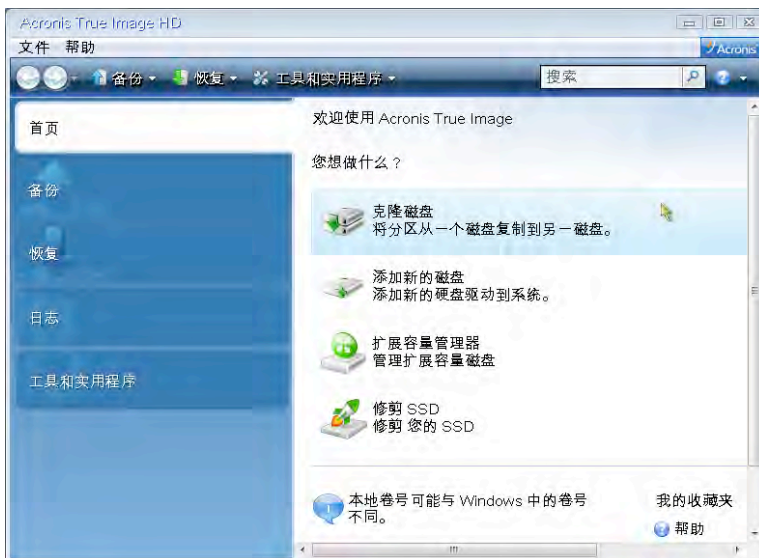 Acronis True Image HD
文件 帮助
Acronis
备份 恢复 工具和实用程序 搜索
首页
备份
恢复
日志
工具和实用程序
欢迎使用 Acronis True Image
您想做什么？
克隆磁盘
将分区从一个磁盘复制到另一磁盘。
添加新的磁盘
添加新的硬盘驱动到系统。
扩展容量管理器
管理扩展容量磁盘
修剪 SSD
修剪 您的 SSD
本地卷号可能与 Windows 中的卷号
不同。
我的收藏夹
帮助